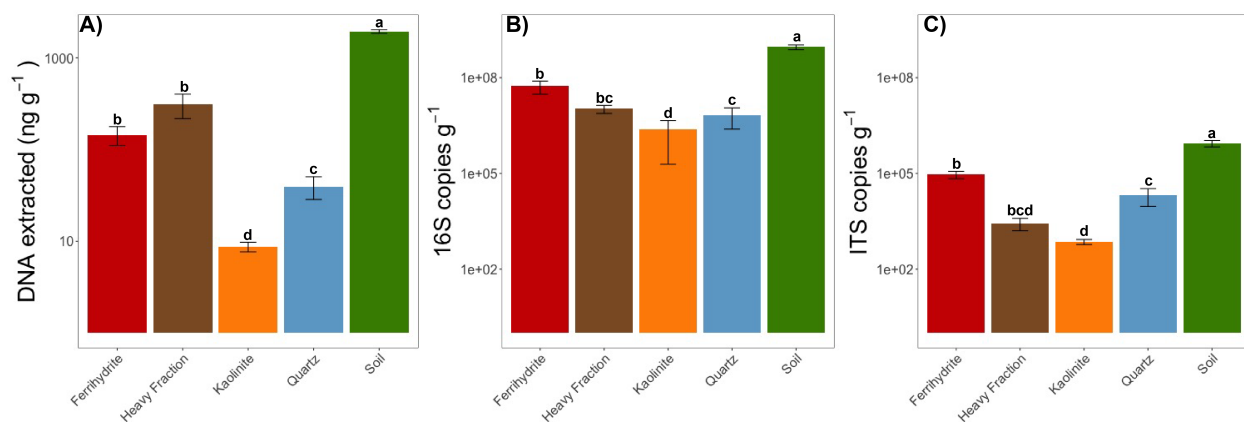 A)
DNA extracted (ng g⁻¹ )
1000
10
b
b
d
c
a
Ferrihydrite
Heavy Fraction
Kaolinite
Quartz
Soil
B)
16S copies g⁻¹
1e+08
1e+05
1e+02
b
bc
d
c
a
Ferrihydrite
Heavy Fraction
Kaolinite
Quartz
Soil
C)
ITS copies g⁻¹
1e+08
1e+05
1e+02
b
bcd
d
c
a
Ferrihydrite
Heavy Fraction
Kaolinite
Quartz
Soil